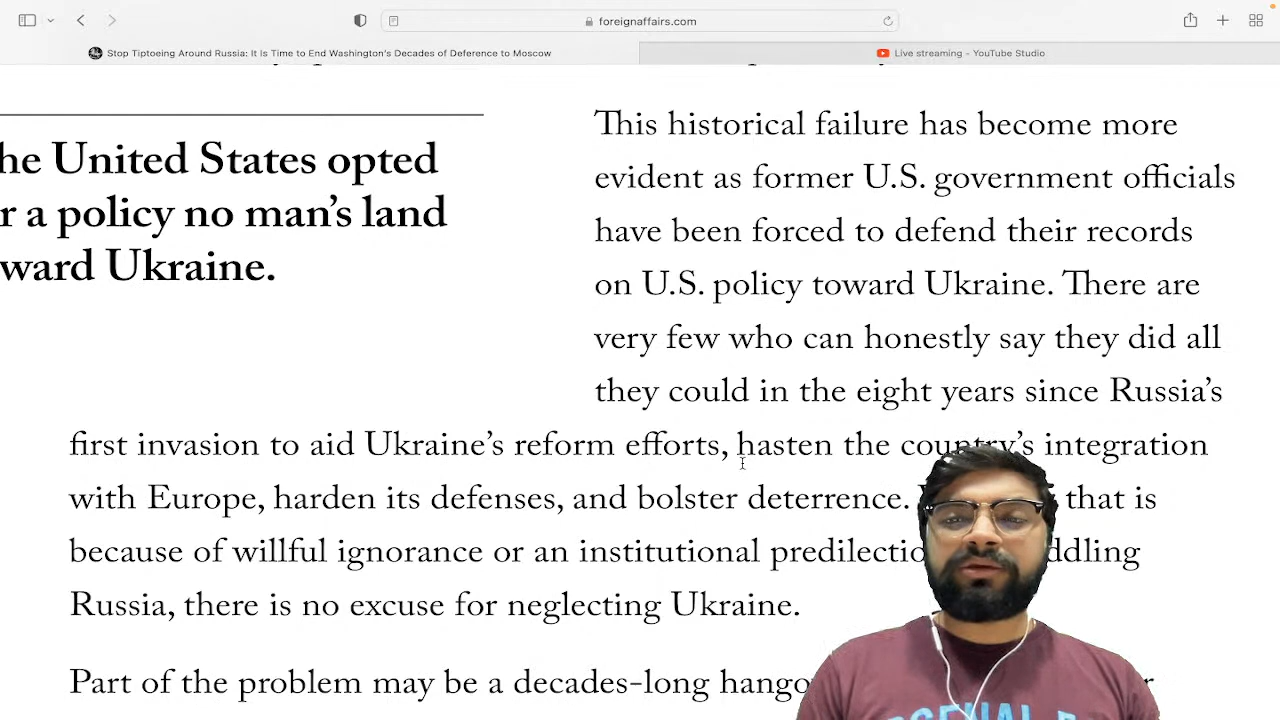 foreignaffairs.com
Stop Tiptoeing Around Russia: It Is Time to End Washington's Decades of Deference to Moscow
Live streaming - YouTube Studio
he United States opted
r a policy no man's land
ward Ukraine.
This historical failure has become more
evident as former U.S. government officials
have been forced to defend their records
on U.S. policy toward Ukraine. There are
very few who can honestly say they did all
they could in the eight years since Russia's
first invasion to aid Ukraine's reform efforts, hasten the country's integration
with Europe, harden its defenses, and bolster deterrence. that is
because of willful ignorance or an institutional
Russia, there is no excuse for neglecting Ukraine.
Part of the problem may be a decades-long